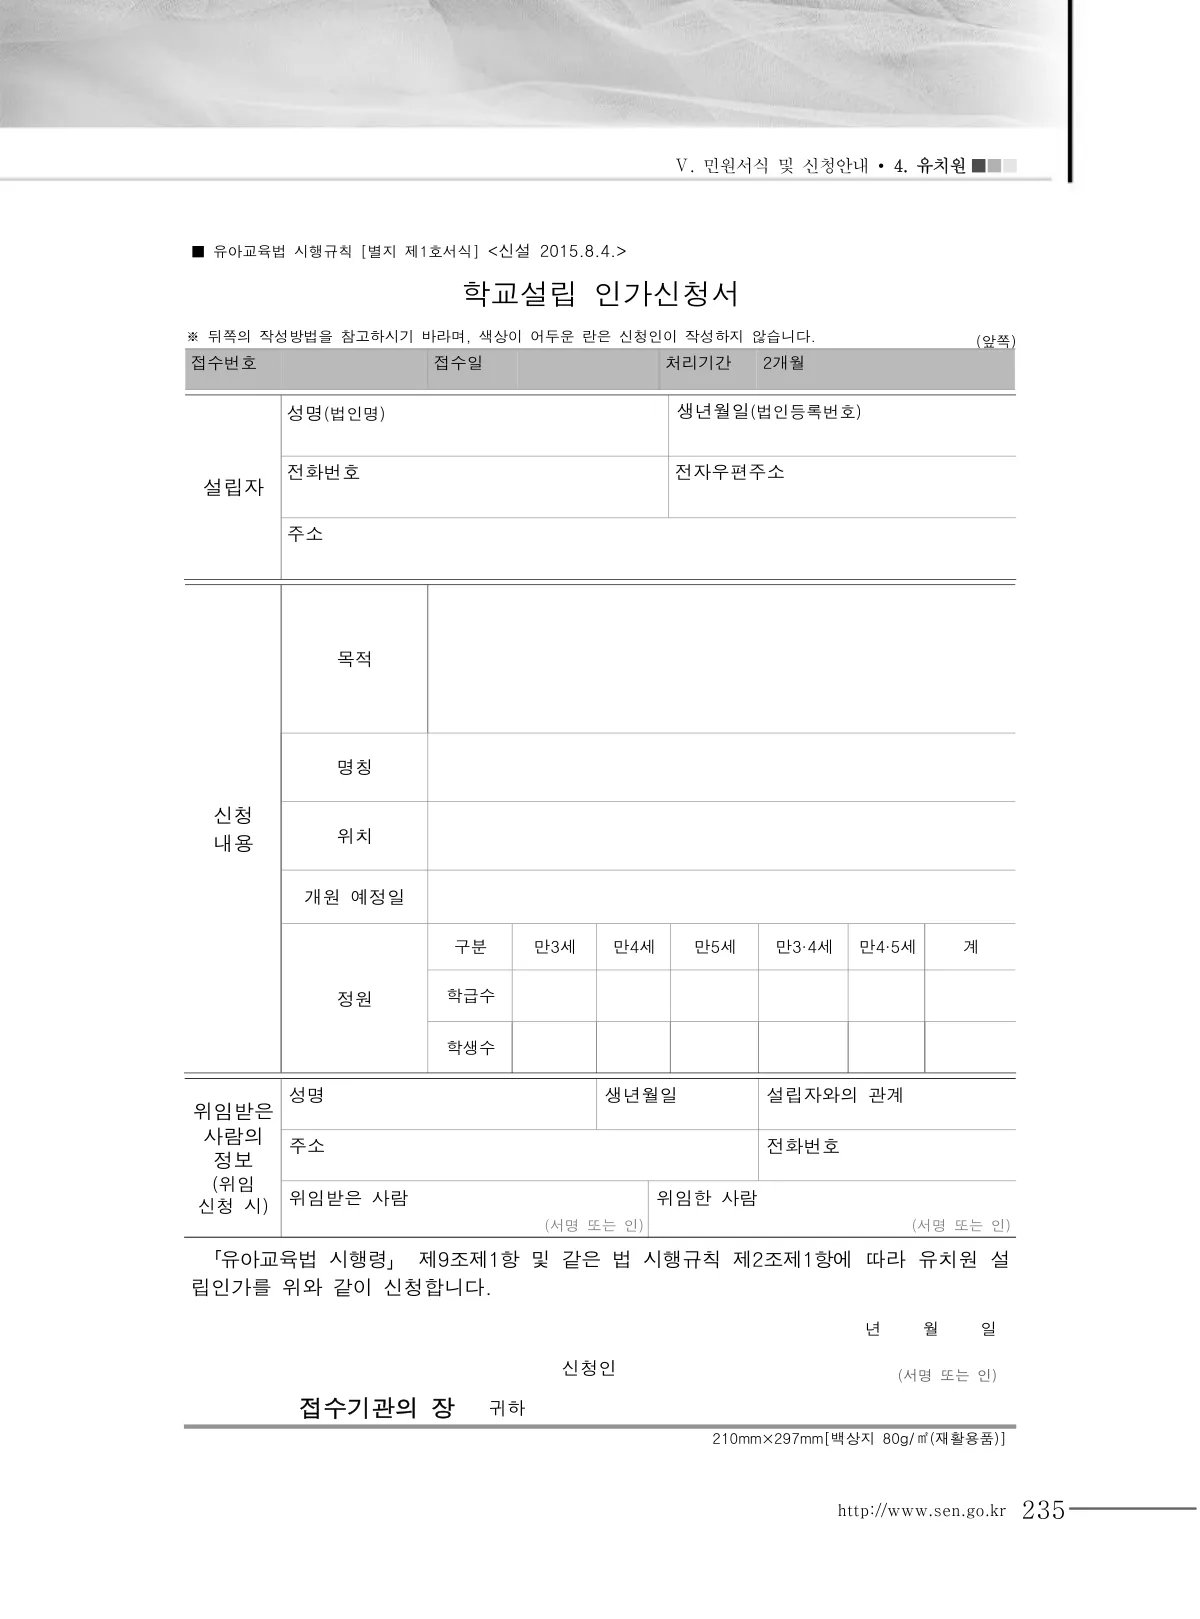 Ⅴ. 민원서식 및 신청안내 • 4. 유치원
■ 유아교육법 시행규칙 [별지 제1호서식] <신설 2015.8.4.>
학교설립 인가신청서
※ 뒤쪽의 작성방법을 참고하시기 바라며, 색상이 어두운 란은 신청인이 작성하지 않습니다.
(앞쪽)
접수번호 접수일 처리기간 2개월
설립자
성명(법인명) 생년월일(법인등록번호)
전화번호 전자우편주소
주소
신청
내용
목적
명칭
위치
개원 예정일
정원
구분 만3세 만4세 만5세 만3·4세 만4·5세 계
학급수
학생수
위임받은
사람의
정보
(위임
신청 시)
성명 생년월일 설립자와의 관계
주소 전화번호
위임받은 사람 위임한 사람
(서명 또는 인) (서명 또는 인)
「유아교육법 시행령」 제9조제1항 및 같은 법 시행규칙 제2조제1항에 따라 유치원 설
립인가를 위와 같이 신청합니다.
년 월 일
신청인 (서명 또는 인)
접수기관의 장 귀하
210mm×297mm[백상지 80g/㎡(재활용품)]
http://www.sen.go.kr 235